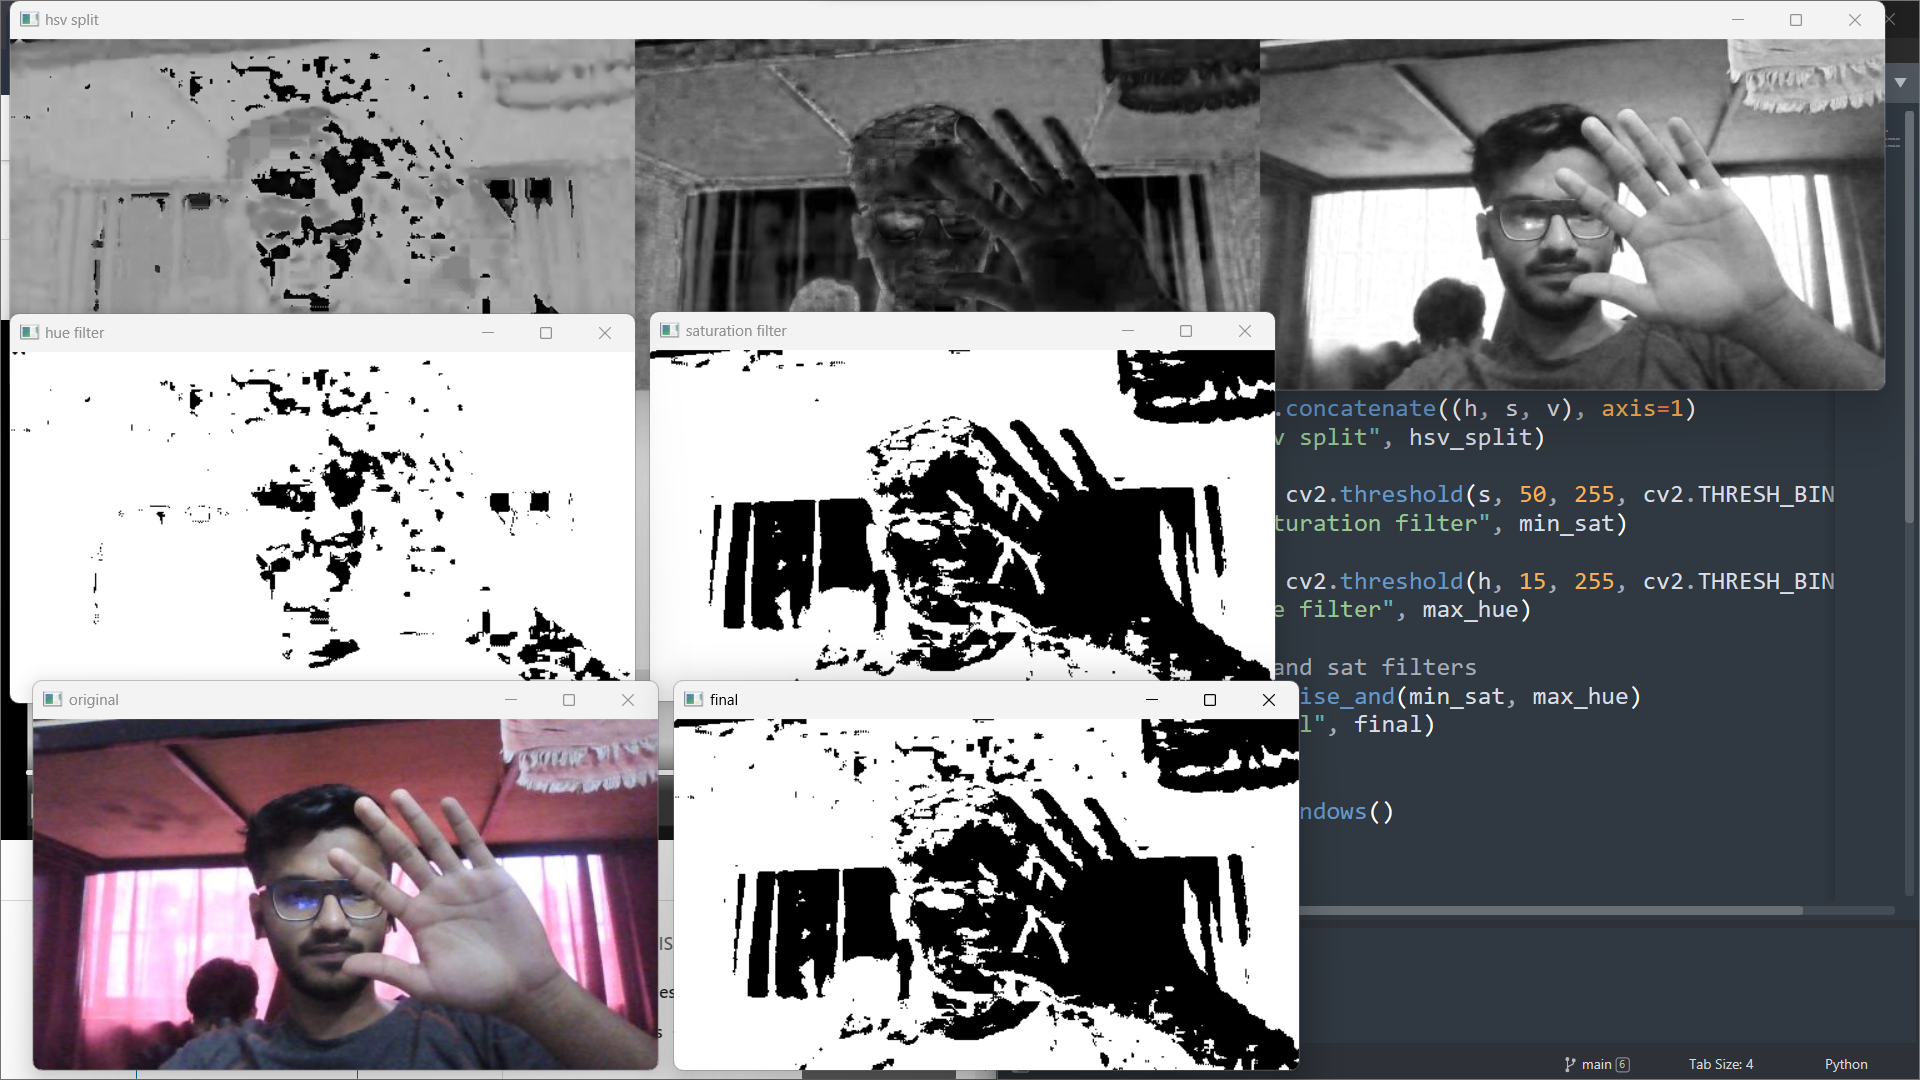 hsv split
hue filter
saturation filter
.concatenate((h, s, v), axis=1)
v split", hsv_split)
cv2.threshold(s, 50, 255, cv2.THRESH_BIN
turation filter", min_sat)
cv2.threshold(h, 15, 255, cv2.THRESH_BIN
e filter", max_hue)
and sat filters
ise_and(min_sat, max_hue)
l", final)
ndows()
original
final
IS
es
s
main 6
Tab Size: 4
Python